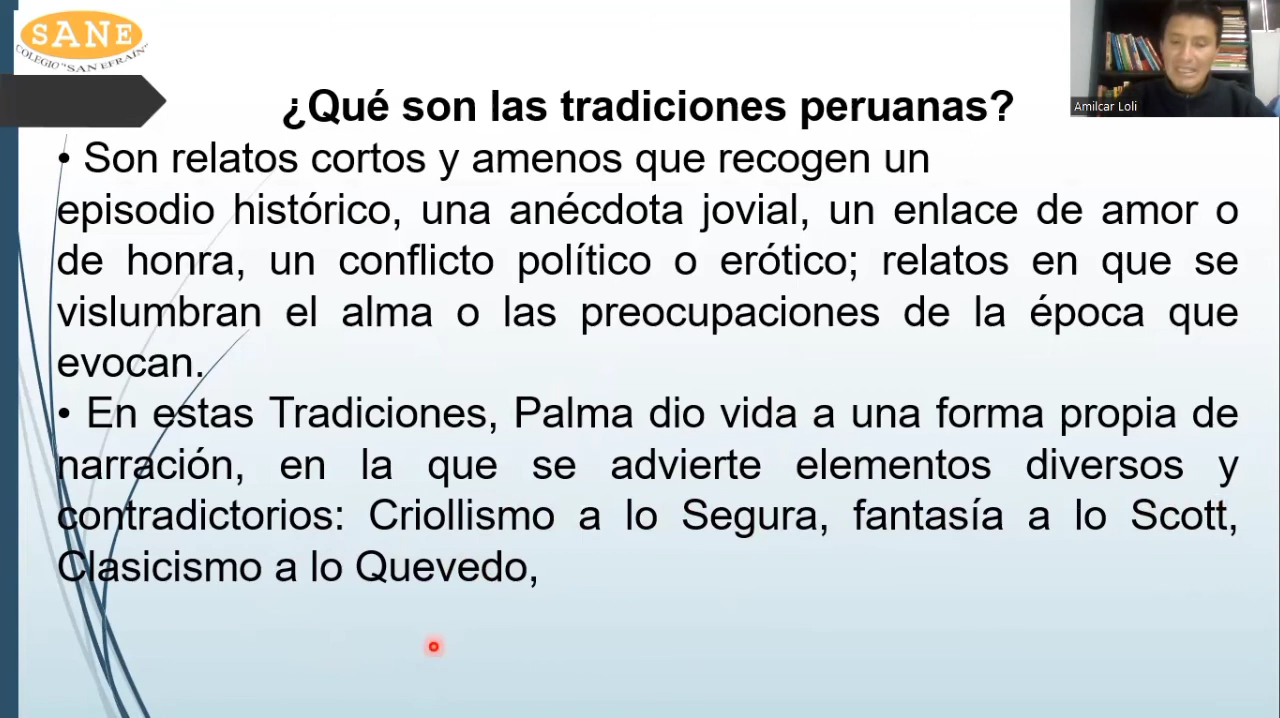 SANE
COLEGIO "SAN EFRAIN"
Amilcar Loli
¿Qué son las tradiciones peruanas?
• Son relatos cortos y amenos que recogen un
episodio histórico, una anécdota jovial, un enlace de amor o
de honra, un conflicto político o erótico; relatos en que se
vislumbran el alma o las preocupaciones de la época que
evocan.
• En estas Tradiciones, Palma dio vida a una forma propia de
narración, en la que se advierte elementos diversos y
contradictorios: Criollismo a lo Segura, fantasía a lo Scott,
Clasicismo a lo Quevedo,